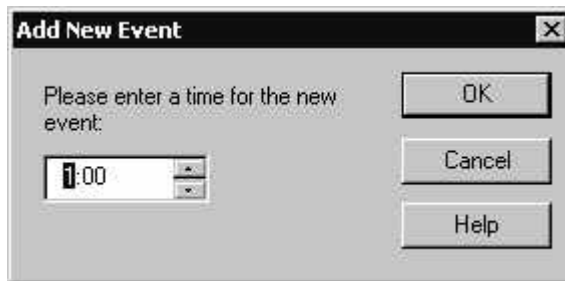 Add New Event
Please enter a time for the new
event:
1:00
OK
Cancel
Help